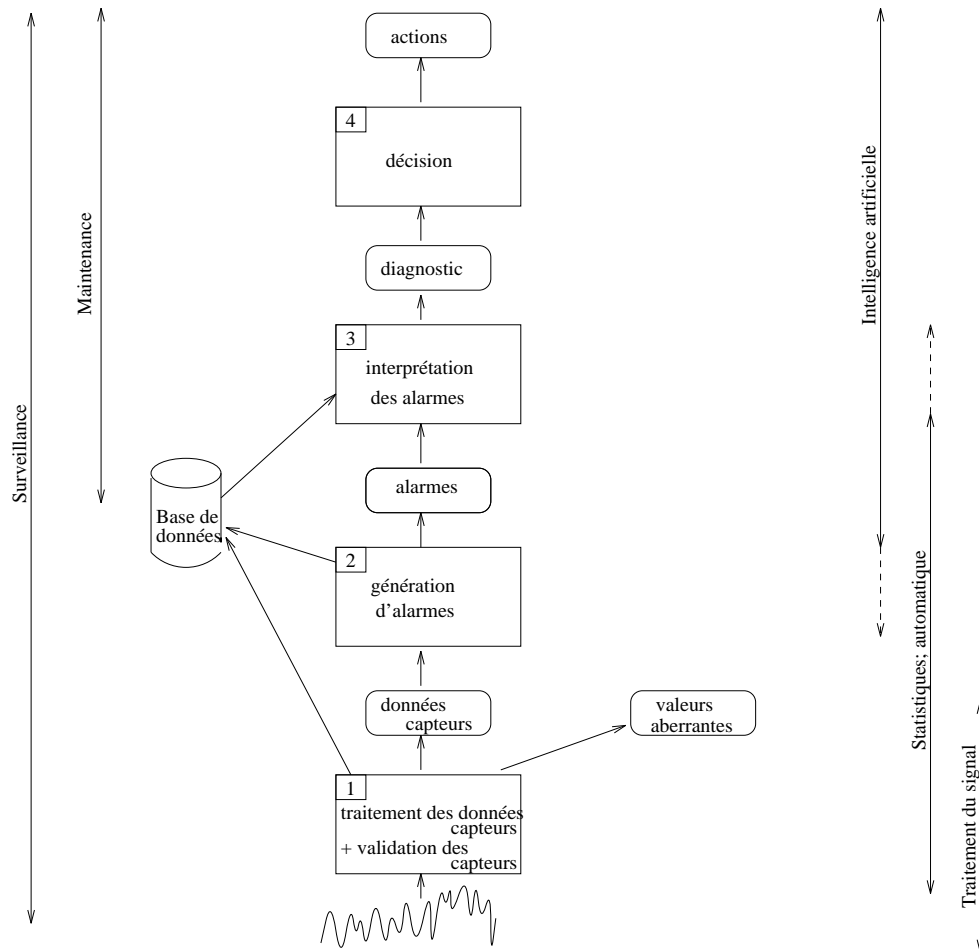 actions
4
décision
diagnostic
3
interprétation
des alarmes
alarmes
Base de
données
2
génération
d'alarmes
données
capteurs
valeurs
aberrantes
1
traitement des données
capteurs
+ validation des
capteurs
Surveillance
Maintenance
Intelligence artificielle
Statistiques; automatique
Traitement du signal